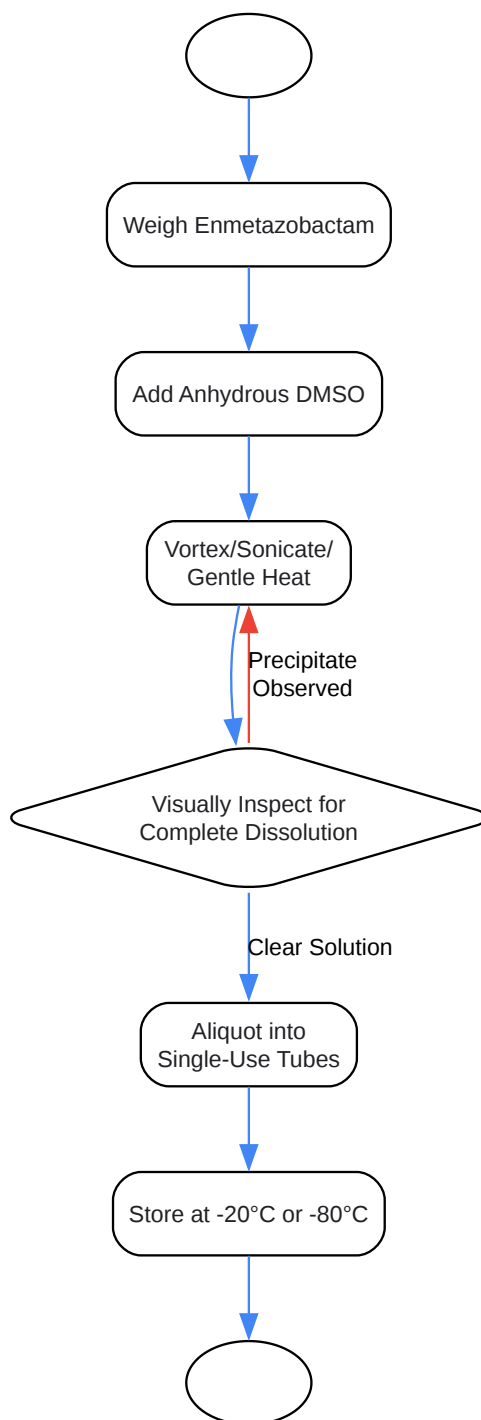 Weigh Enmetazobactam
Add Anhydrous DMSO
Vortex/Sonicate/
Gentle Heat
Precipitate
Observed
Visually Inspect for
Complete Dissolution
Clear Solution
Aliquot into
Single-Use Tubes
Store at -20°C or -80°C